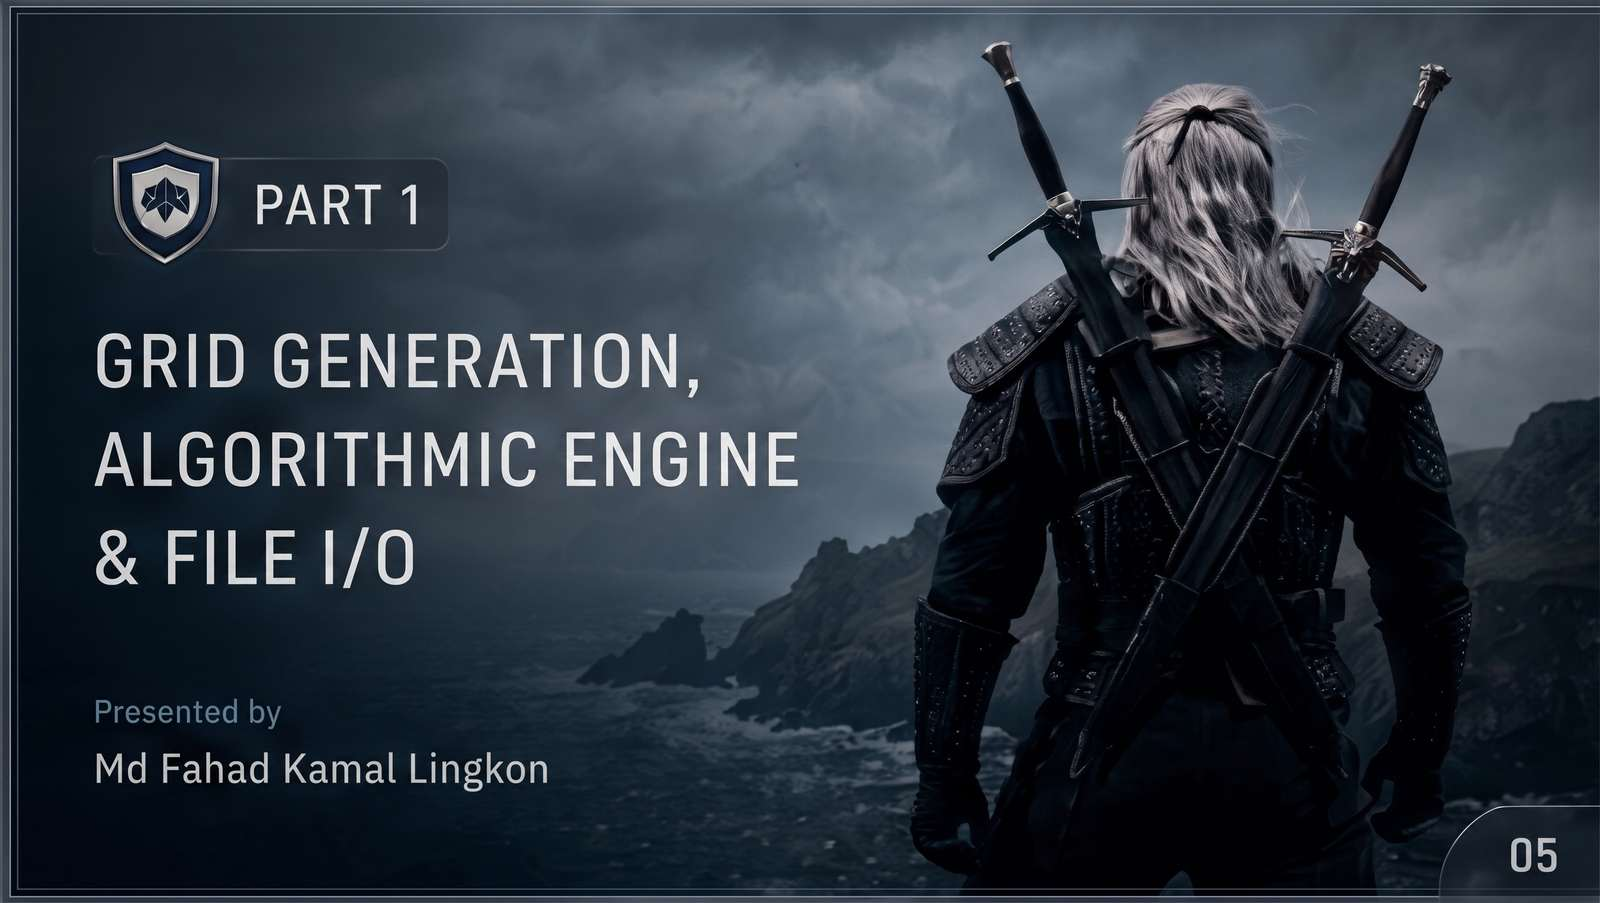 PART 1
GRID GENERATION,
ALGORITHMIC ENGINE
& FILE I/O
Presented by
Md Fahad Kamal Lingkon
05